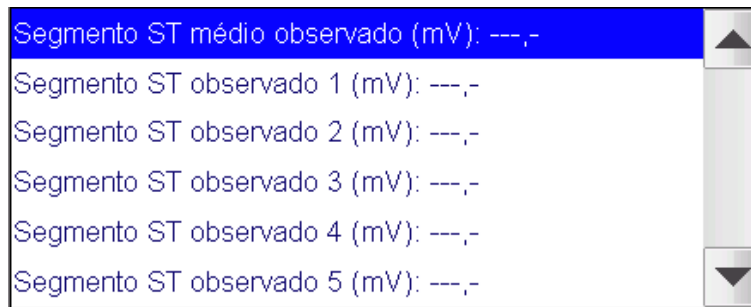 Segmento ST médio observado (mV): ---,-
Segmento ST observado 1 (mV): ---,-
Segmento ST observado 2 (mV): ---,-
Segmento ST observado 3 (mV): ---,-
Segmento ST observado 4 (mV): ---,-
Segmento ST observado 5 (mV): ---,-